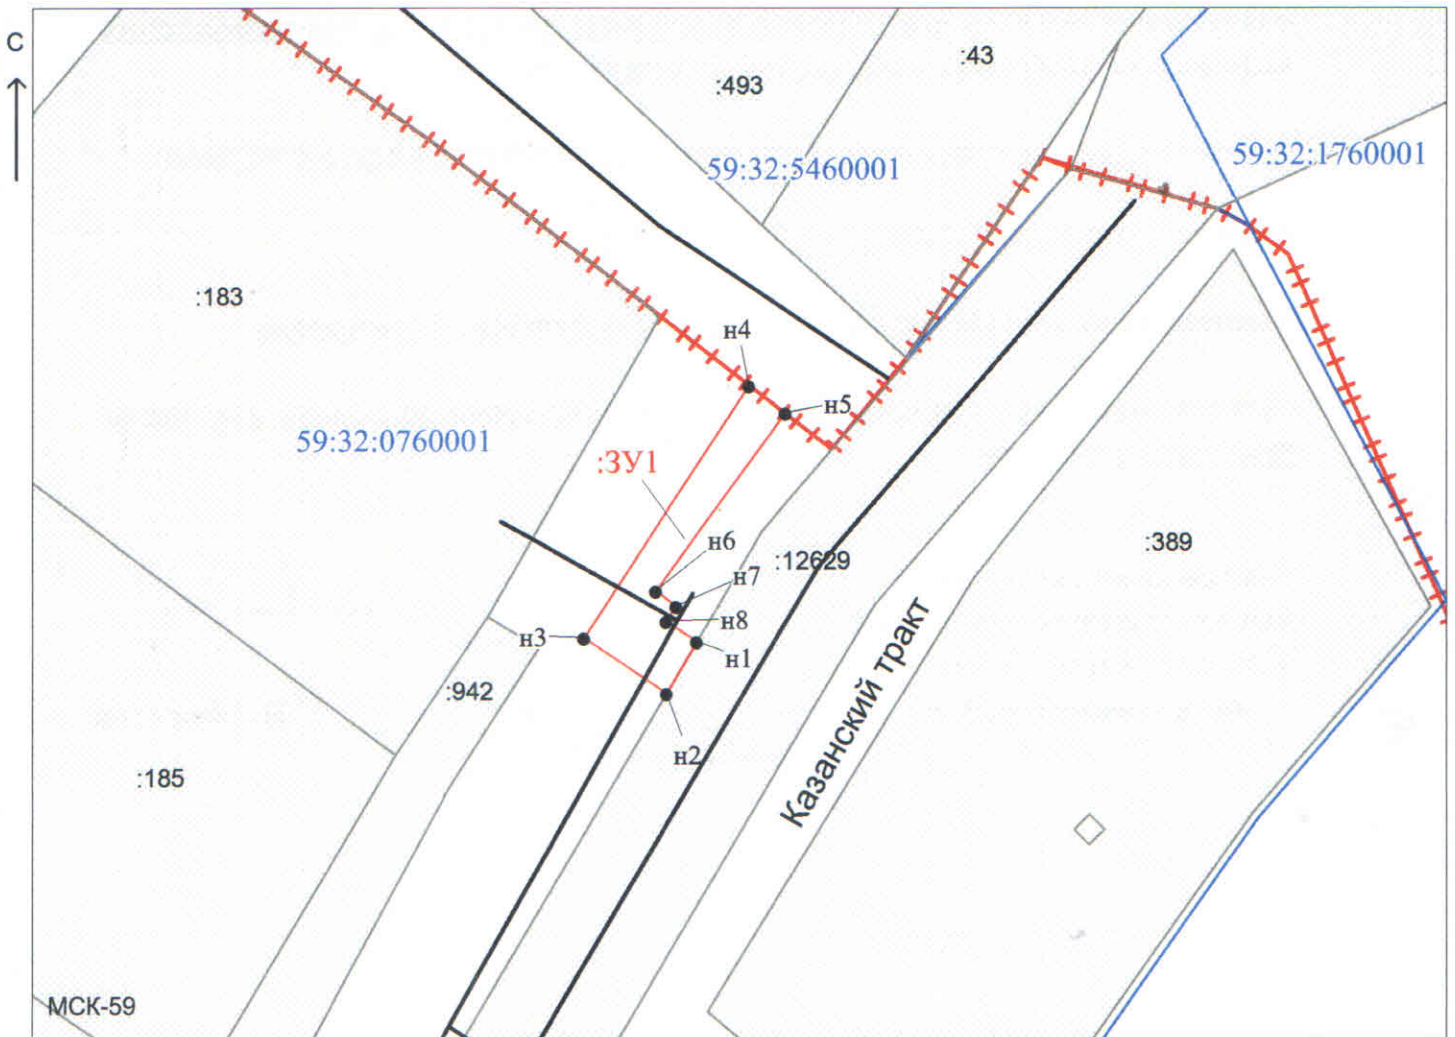 С
:43
:493
59:32:5460001
59:32:1760001
:183
н4
н5
59:32:0760001
:ЗУ1
н6
:12629
:389
н7
н8
н3
н1
:942
н2
Казанский тракт
:185
МСК-59